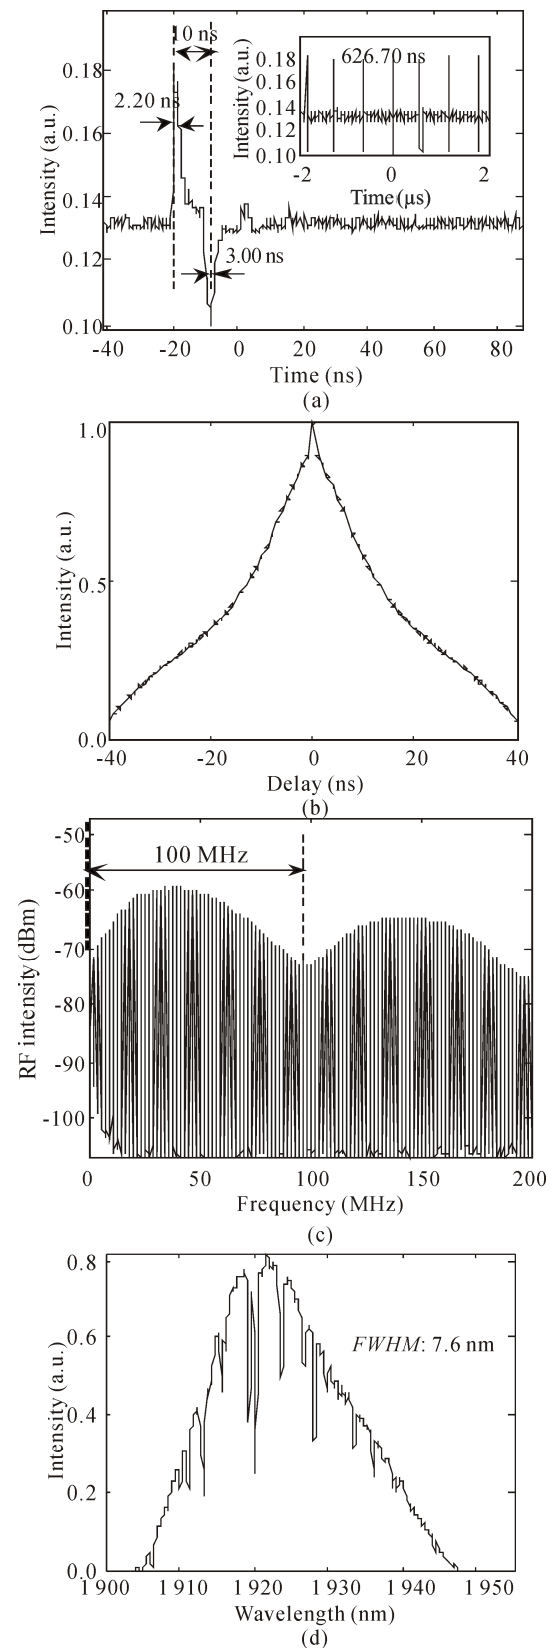 10 ns
0.18
2.20 ns
0.16
0.14
0.12
3.00 ns
0.10
Intensity (a.u.)
626.70 ns
0.18
0.16
0.14
0.12
0.10
Intensity (a.u.)
-2 0 2
Time (μs)
-40 -20 0 20 40 60 80
Time (ns)
(a)
1.0
0.5
0.0
Intensity (a.u.)
-40 -20 0 20 40
Delay (ns)
(b)
-50
100 MHz
-60
-70
-80
-90
-100
RF intensity (dBm)
0 50 100 150 200
Frequency (MHz)
(c)
0.8
0.6
FWHM: 7.6 nm
0.4
0.2
0.0
Intensity (a.u.)
1 900 1 910 1 920 1 930 1 940 1 950
Wavelength (nm)
(d)